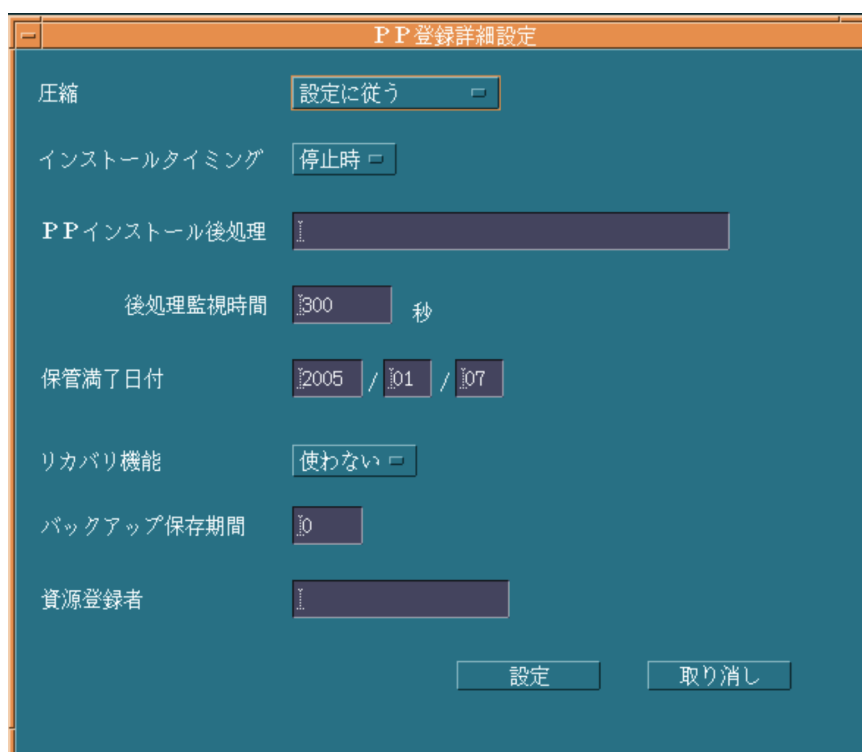 ＰＰ登録詳細設定
圧縮 設定に従う
インストールタイミング 停止時
ＰＰインストール後処理
後処理監視時間 300 秒
保管満了日付 2005 / 01 / 07
リカバリ機能 使わない
バックアップ保存期間 0
資源登録者
設定 取り消し